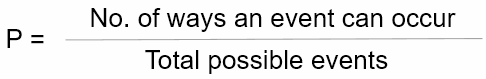 No. of ways an event can occur
P =
Total possible events